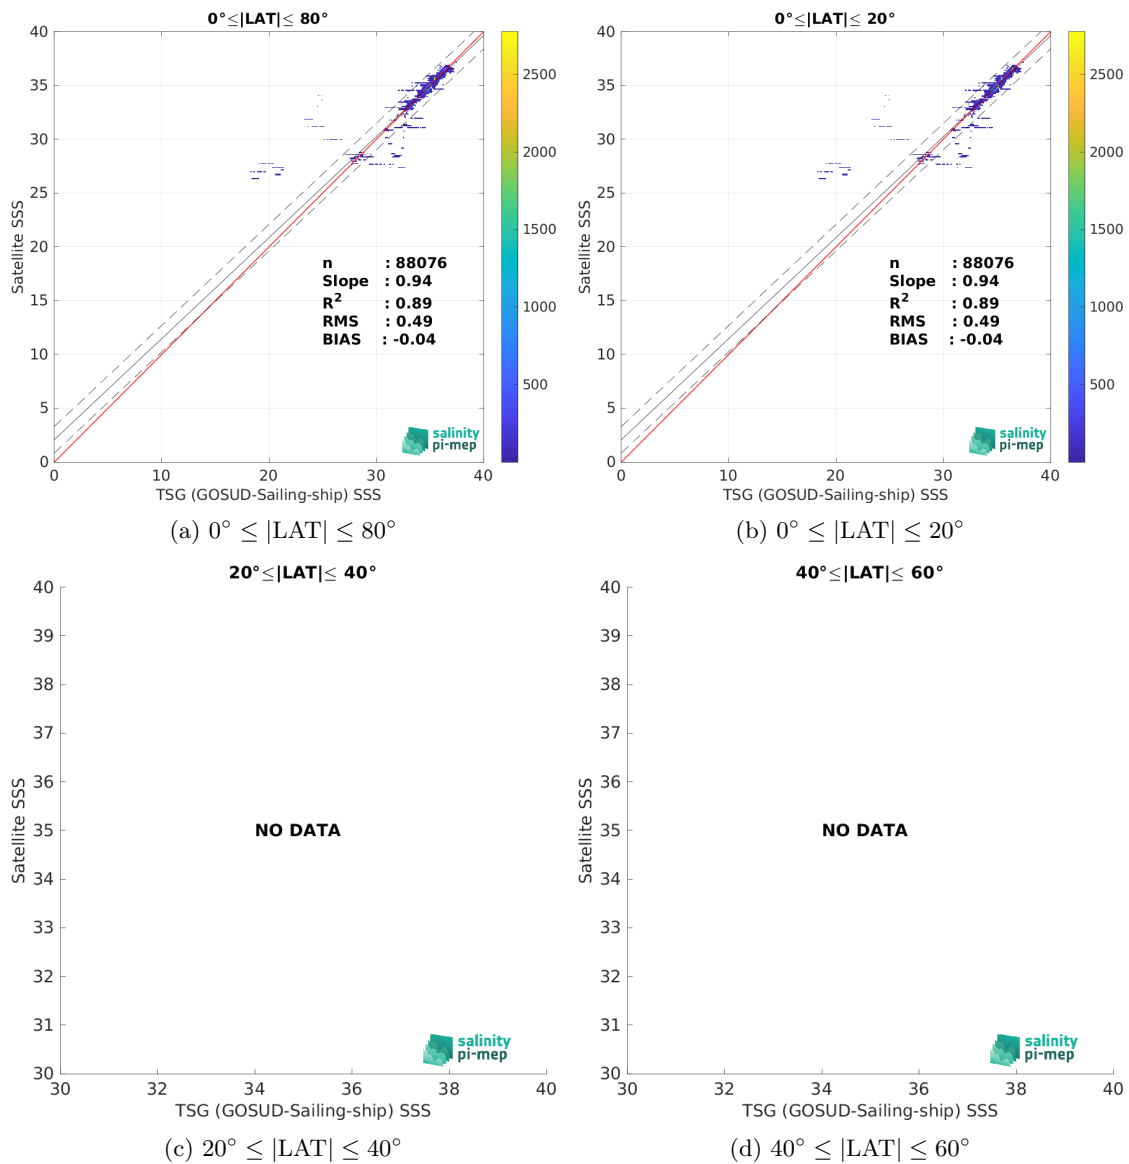 0°≤|LAT|≤ 80°
40
35
30
25
20
15
10
5
0
0
10
20
30
40
Satellite SSS
TSG (GOSUD-Sailing-ship) SSS
n : 88076
Slope : 0.94
R² : 0.89
RMS : 0.49
BIAS : -0.04
salinity
pi-mep
2500
2000
1500
1000
500
(a) 0° ≤ |LAT| ≤ 80°
0°≤|LAT|≤ 20°
40
35
30
25
20
15
10
5
0
0
10
20
30
40
Satellite SSS
TSG (GOSUD-Sailing-ship) SSS
n : 88076
Slope : 0.94
R² : 0.89
RMS : 0.49
BIAS : -0.04
salinity
pi-mep
2500
2000
1500
1000
500
(b) 0° ≤ |LAT| ≤ 20°
20°≤|LAT|≤ 40°
40
39
38
37
36
35
34
33
32
31
30
30
32
34
36
38
40
Satellite SSS
NO DATA
salinity
pi-mep
TSG (GOSUD-Sailing-ship) SSS
(c) 20° ≤ |LAT| ≤ 40°
40°≤|LAT|≤ 60°
40
39
38
37
36
35
34
33
32
31
30
30
32
34
36
38
40
Satellite SSS
NO DATA
salinity
pi-mep
TSG (GOSUD-Sailing-ship) SSS
(d) 40° ≤ |LAT| ≤ 60°